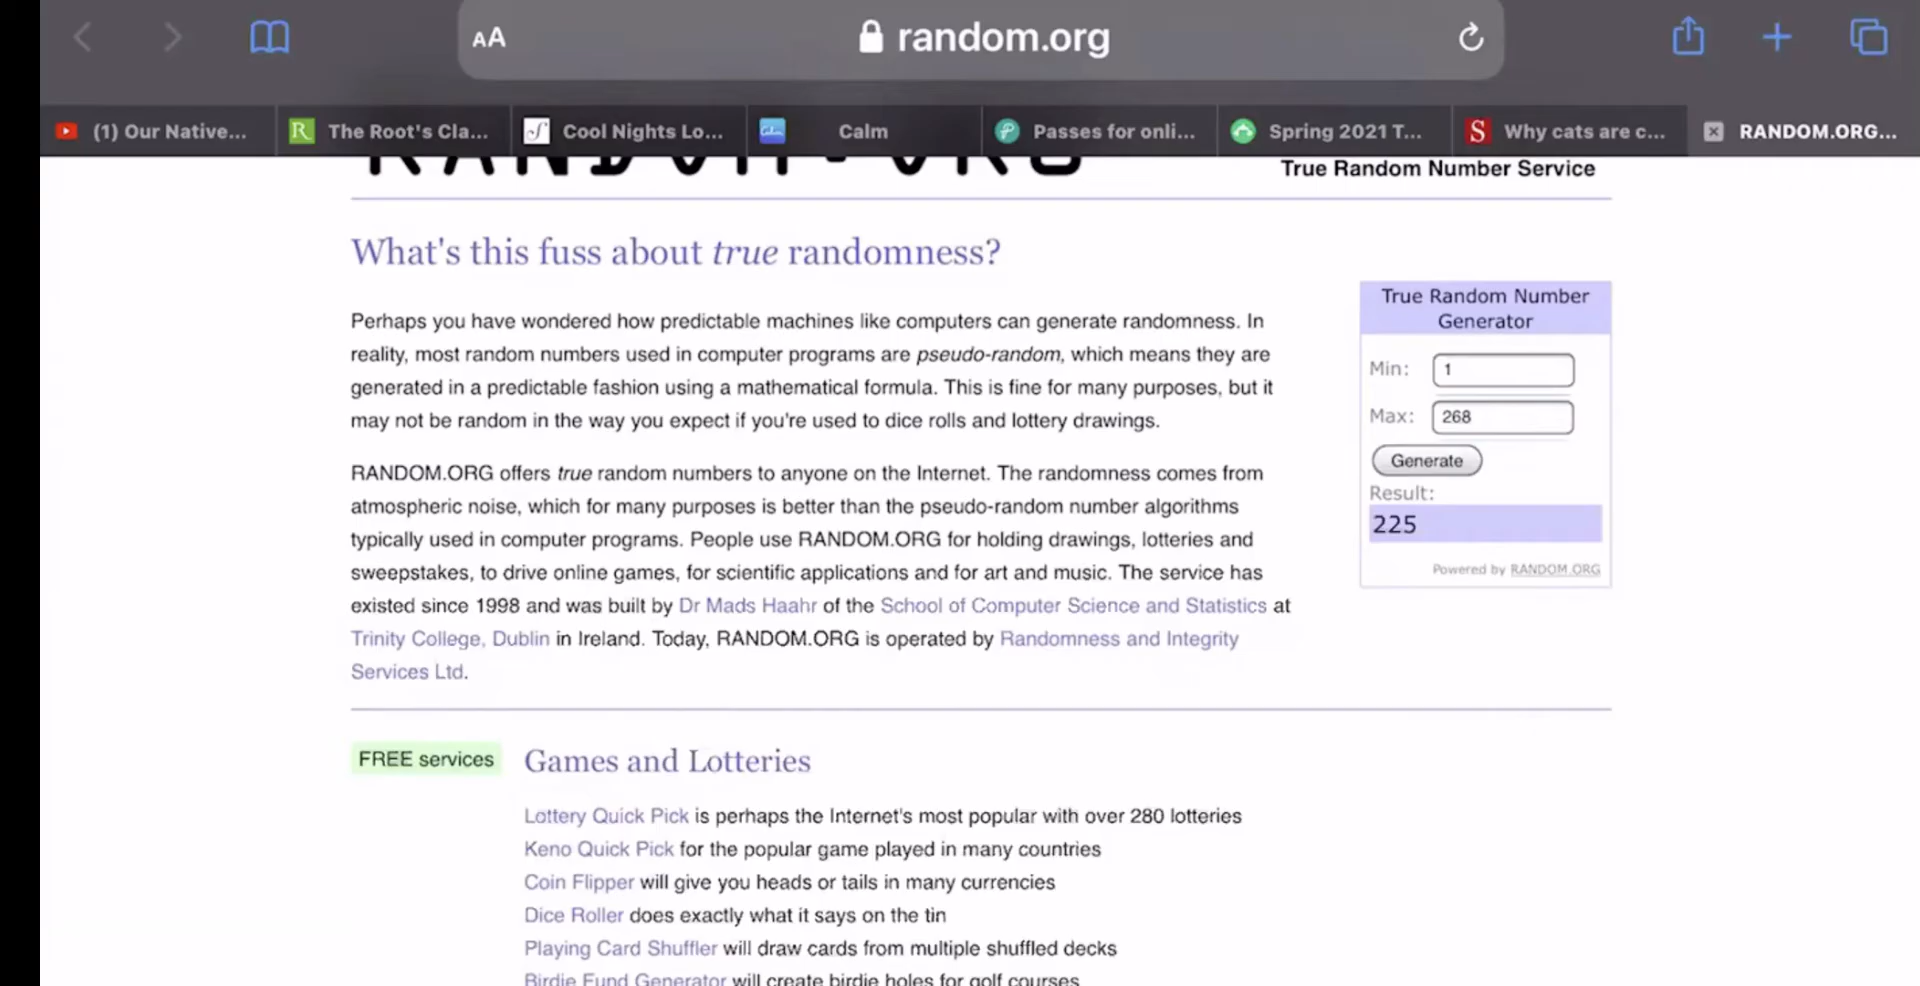 AA
random.org
(1) Our Native...
The Root's Cla...
Cool Nights Lo...
Calm
Passes for onli...
Spring 2021 T...
Why cats are c...
RANDOM.ORG...
RANDOM.ORG
True Random Number Service
What's this fuss about true randomness?
Perhaps you have wondered how predictable machines like computers can generate randomness. In
reality, most random numbers used in computer programs are pseudo-random, which means they are
generated in a predictable fashion using a mathematical formula. This is fine for many purposes, but it
may not be random in the way you expect if you're used to dice rolls and lottery drawings.
RANDOM.ORG offers true random numbers to anyone on the Internet. The randomness comes from
atmospheric noise, which for many purposes is better than the pseudo-random number algorithms
typically used in computer programs. People use RANDOM.ORG for holding drawings, lotteries and
sweepstakes, to drive online games, for scientific applications and for art and music. The service has
existed since 1998 and was built by Dr Mads Haahr of the School of Computer Science and Statistics at
Trinity College, Dublin in Ireland. Today, RANDOM.ORG is operated by Randomness and Integrity
Services Ltd.
True Random Number
Generator
Min: 1
Max: 268
Generate
Result:
225
Powered by RANDOM.ORG
FREE services
Games and Lotteries
Lottery Quick Pick is perhaps the Internet's most popular with over 280 lotteries
Keno Quick Pick for the popular game played in many countries
Coin Flipper will give you heads or tails in many currencies
Dice Roller does exactly what it says on the tin
Playing Card Shuffler will draw cards from multiple shuffled decks
Birdie Fund Generator will create birdie holes for golf courses